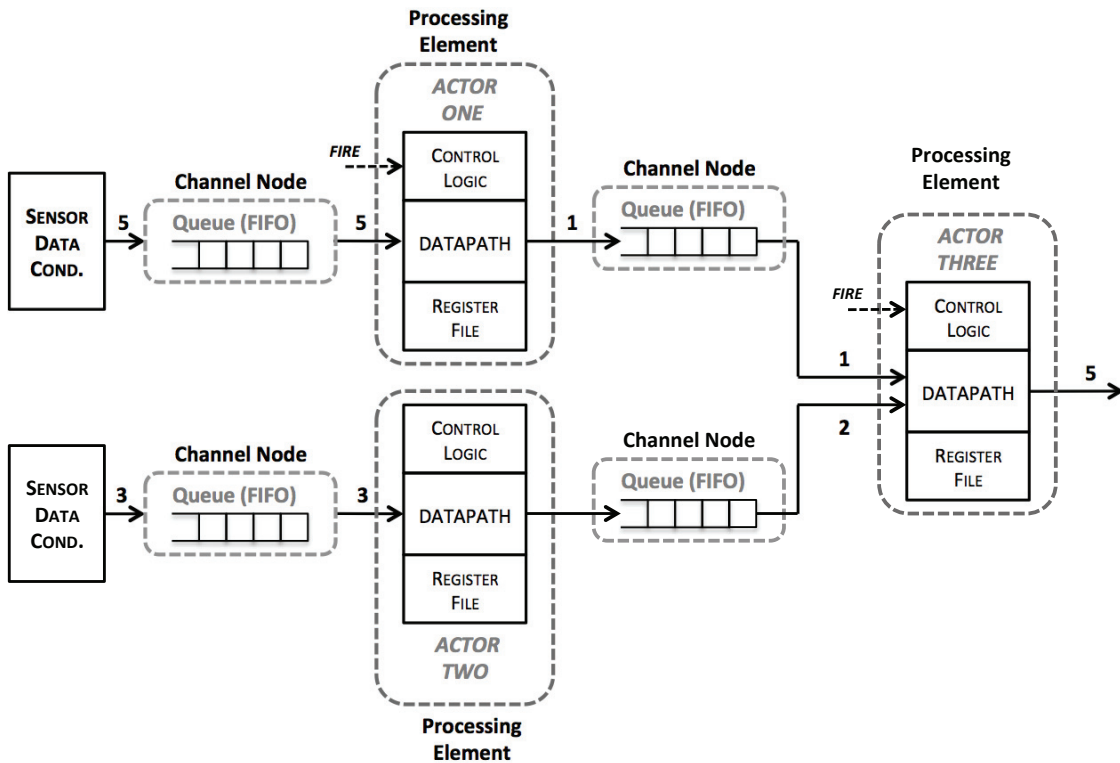 Processing
Element
ACTOR
ONE
FIRE
CONTROL
LOGIC
DATAPATH
REGISTER
FILE
SENSOR
DATA
COND.
5
Channel Node
Queue (FIFO)
5
1
Channel Node
Queue (FIFO)
Processing
Element
ACTOR
THREE
FIRE
CONTROL
LOGIC
1
DATAPATH
5
2
REGISTER
FILE
SENSOR
DATA
COND.
3
Channel Node
Queue (FIFO)
3
CONTROL
LOGIC
DATAPATH
REGISTER
FILE
ACTOR
TWO
Processing
Element
Channel Node
Queue (FIFO)